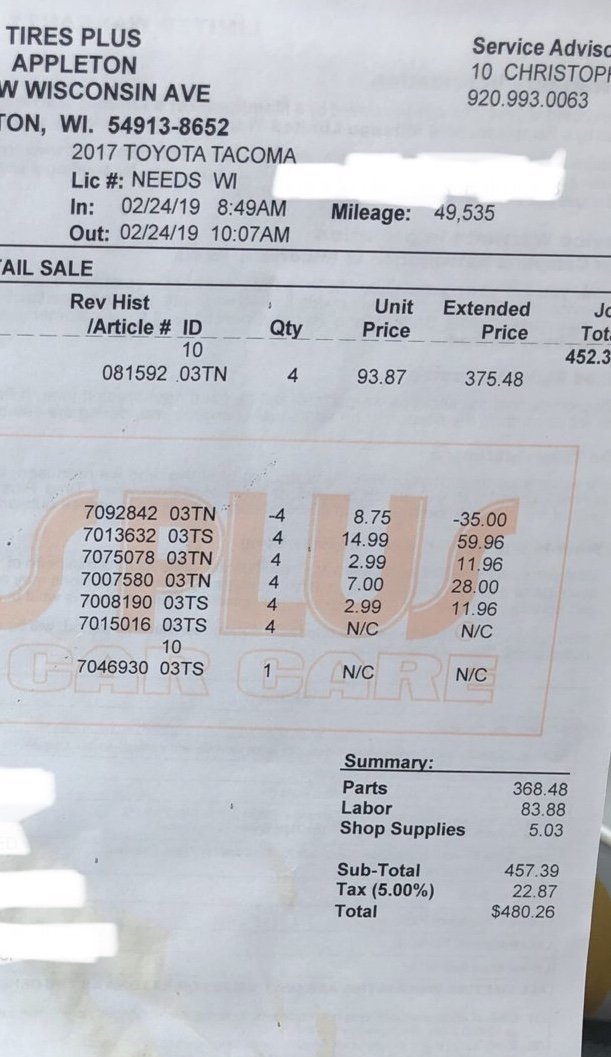 TIRES PLUS
APPLETON
W WISCONSIN AVE
TON, WI. 54913-8652
Service Adviso
10 CHRISTOPH
920.993.0063
2017 TOYOTA TACOMA
Lic #: NEEDS WI
In: 02/24/19 8:49AM Mileage: 49,535
Out: 02/24/19 10:07AM
TAIL SALE
Rev Hist Unit Extended Jo
/Article # ID Qty Price Price Tot
10 452.3
081592 .03TN 4 93.87 375.48
7092842 03TN -4 8.75 -35.00
7013632 03TS 4 14.99 59.96
7075078 03TN 4 2.99 11.96
7007580 03TN 4 7.00 28.00
7008190 03TS 4 2.99 11.96
7015016 03TS 4 N/C N/C
10
7046930 03TS 1 N/C N/C
SPLUS
CAR CARE
Summary:
Parts 368.48
Labor 83.88
Shop Supplies 5.03
Sub-Total 457.39
Tax (5.00%) 22.87
Total $480.26